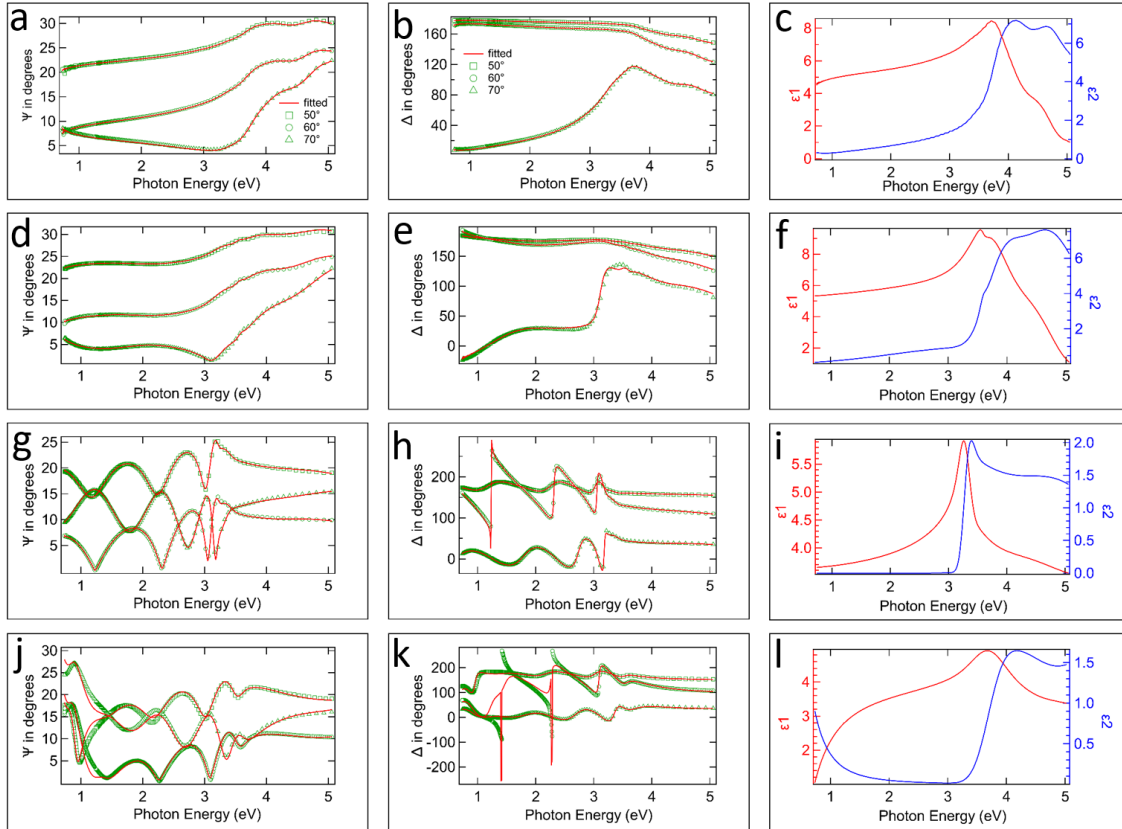 a
Ψ in degrees
30
25
20
15
10
5
fitted
50°
60°
70°
1 2 3 4 5
Photon Energy (eV)
b
Δ in degrees
160
120
80
40
fitted
50°
60°
70°
1 2 3 4 5
Photon Energy (eV)
c
ε1
8
6
4
2
0
ε2
6
4
2
0
1 2 3 4 5
Photon Energy (eV)
d
Ψ in degrees
30
25
20
15
10
5
1 2 3 4 5
Photon Energy (eV)
e
Δ in degrees
150
100
50
0
1 2 3 4 5
Photon Energy (eV)
f
ε1
8
6
4
2
ε2
6
4
2
1 2 3 4 5
Photon Energy (eV)
g
Ψ in degrees
25
20
15
10
5
1 2 3 4 5
Photon Energy (eV)
h
Δ in degrees
200
100
0
1 2 3 4 5
Photon Energy (eV)
i
ε1
5.5
5.0
4.5
4.0
ε2
2.0
1.5
1.0
0.5
0.0
1 2 3 4 5
Photon Energy (eV)
j
Ψ in degrees
30
25
20
15
10
5
1 2 3 4 5
Photon Energy (eV)
k
Δ in degrees
200
100
0
-100
-200
1 2 3 4 5
Photon Energy (eV)
l
ε1
4
3
2
ε2
1.5
1.0
0.5
1 2 3 4 5
Photon Energy (eV)